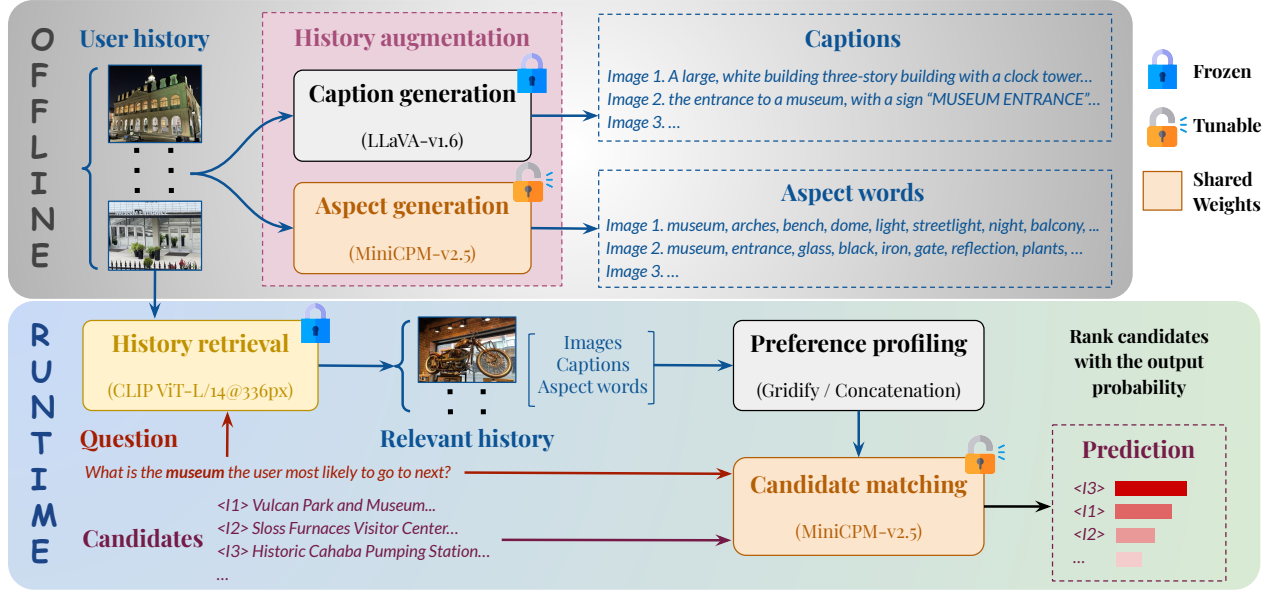 OFFLINE
User history
History augmentation
Caption generation
(LLaVA-v1.6)
Aspect generation
(MiniCPM-v2.5)
Captions
Image 1. A large, white building three-story building with a clock tower...
Image 2. the entrance to a museum, with a sign “MUSEUM ENTRANCE”...
Image 3. ...
Aspect words
Image 1. museum, arches, bench, dome, light, streetlight, night, balcony, ...
Image 2. museum, entrance, glass, black, iron, gate, reflection, plants, ...
Image 3. ...
Frozen
Tunable
Shared
Weights
RUNTIME
History retrieval
(CLIP ViT-L/14@336px)
Images
Captions
Aspect words
Relevant history
Preference profiling
(Gridify / Concatenation)
Rank candidates
with the output
probability
Question
What is the museum the user most likely to go to next?
Candidates
<I1> Vulcan Park and Museum...
<I2> Sloss Furnaces Visitor Center...
<I3> Historic Cahaba Pumping Station...
...
Candidate matching
(MiniCPM-v2.5)
Prediction
<I3>
<I1>
<I2>
...